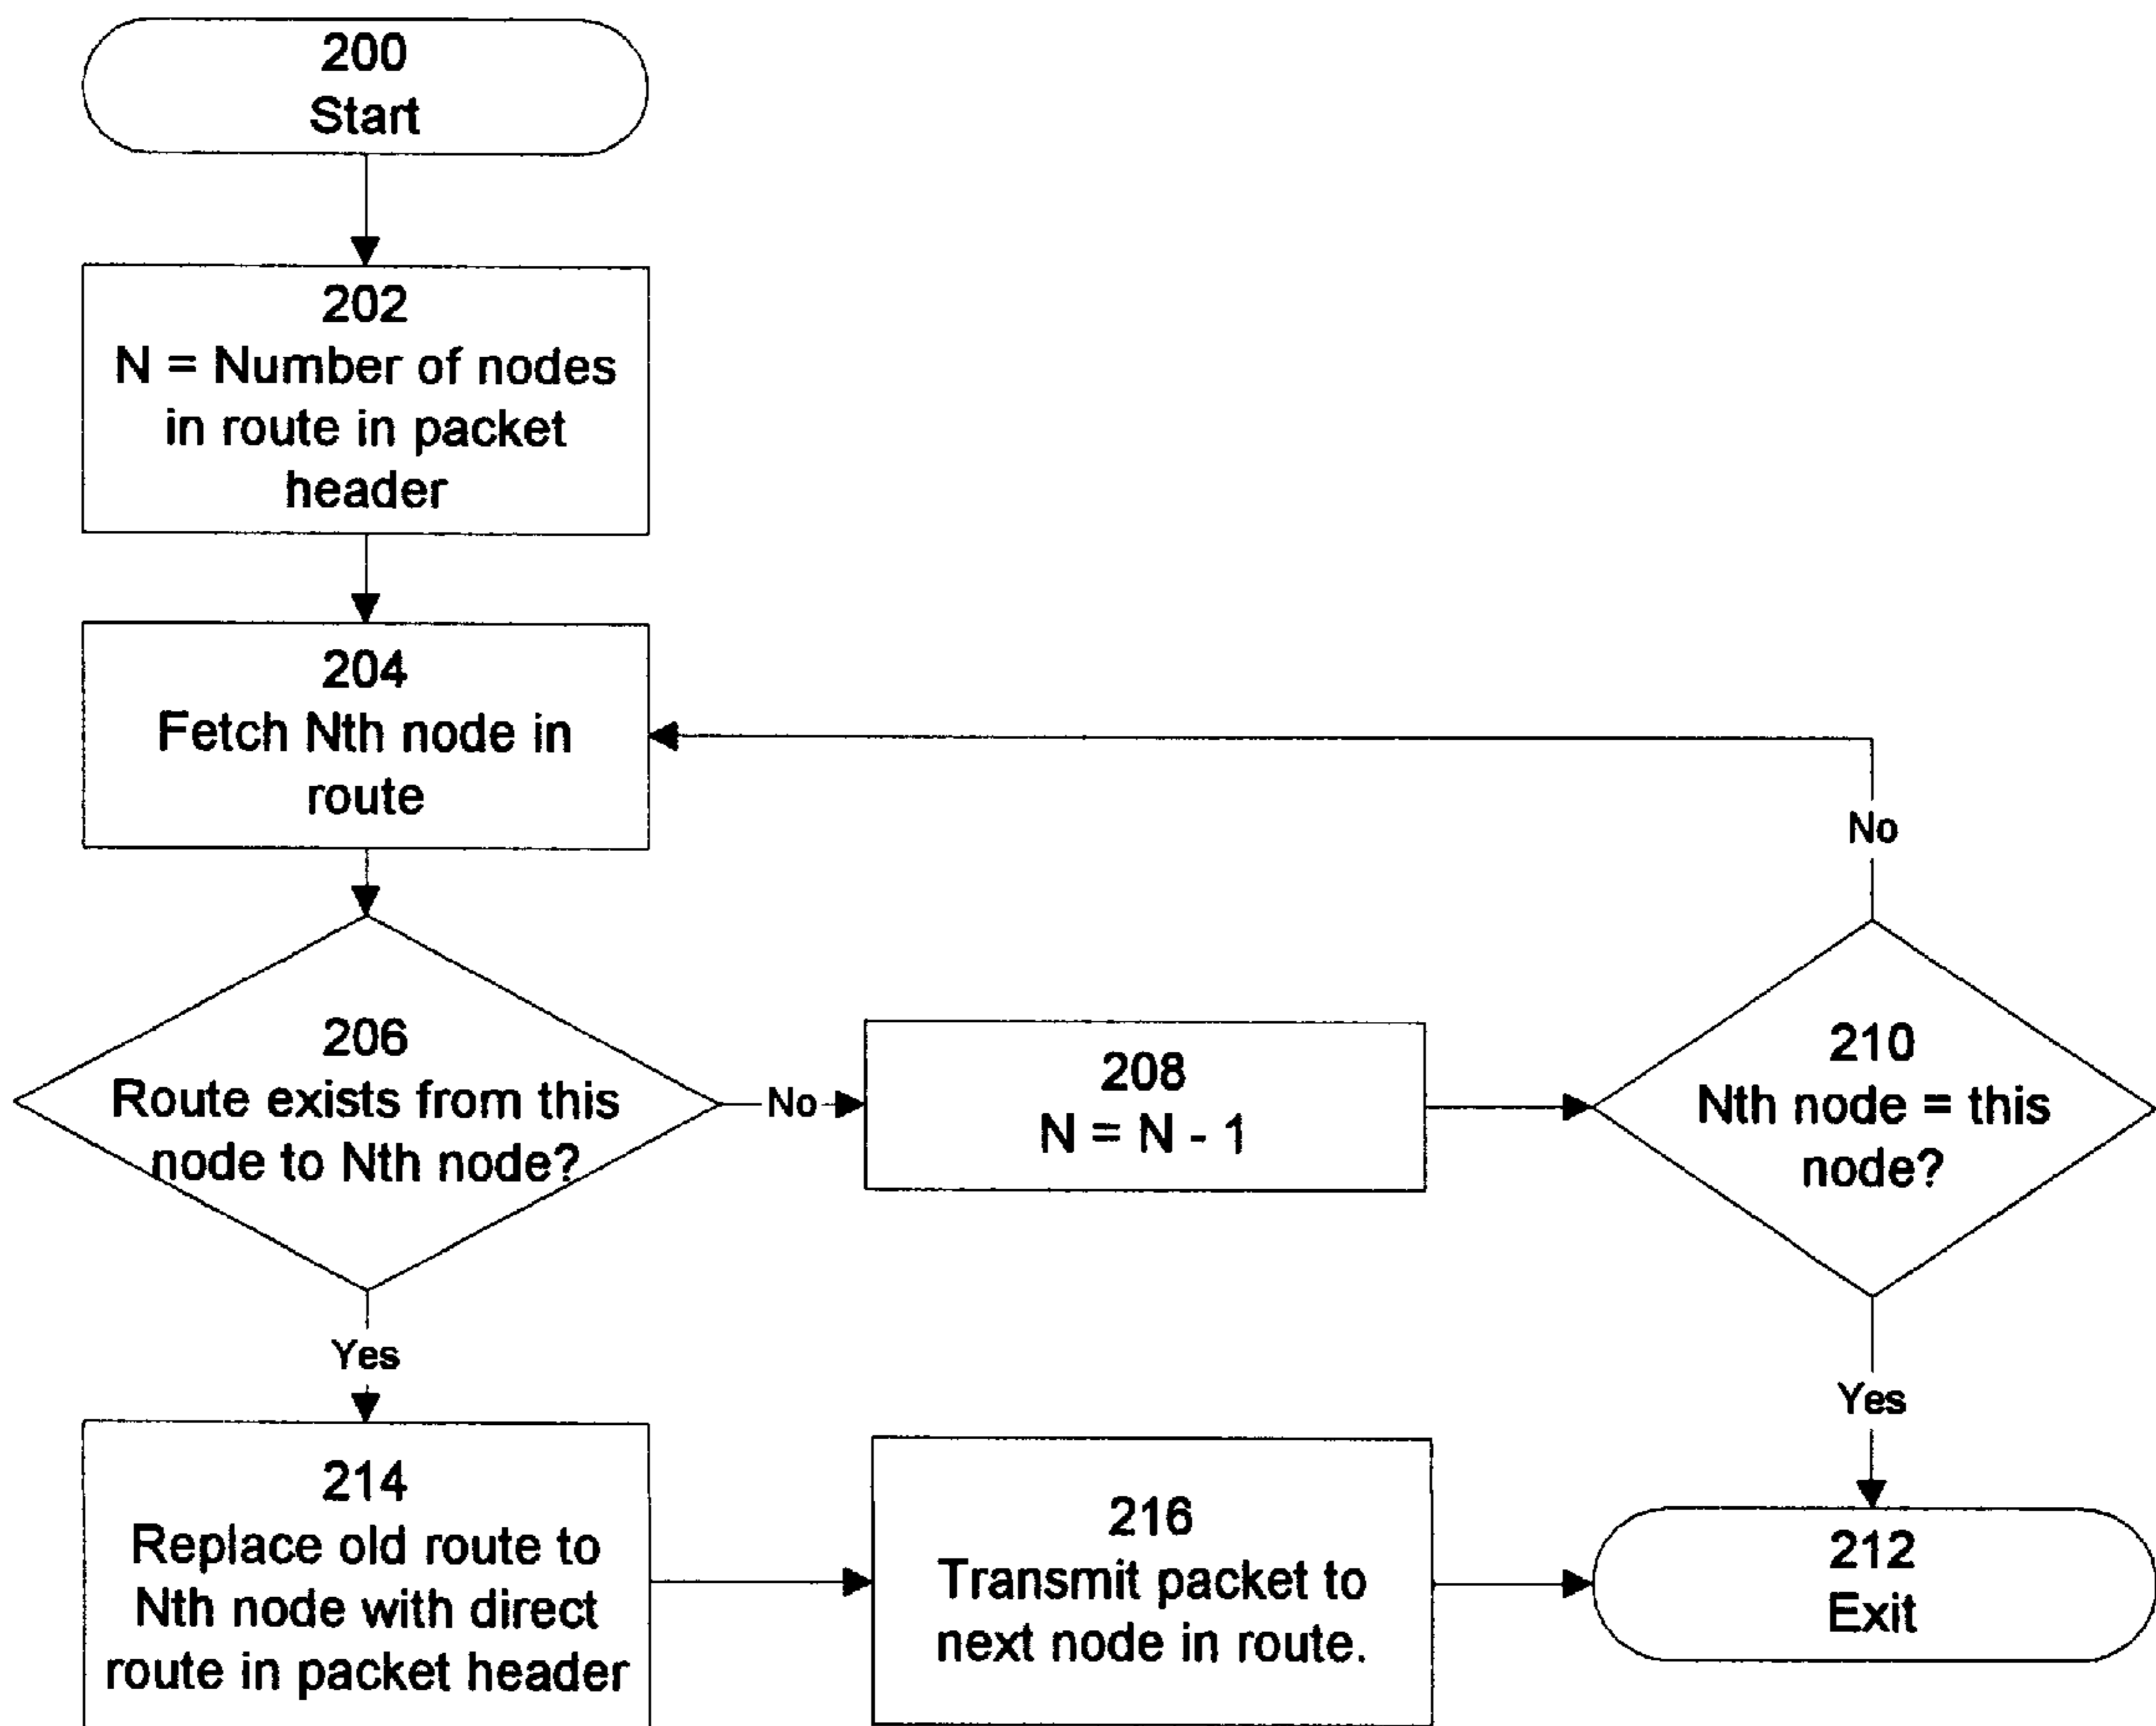 200
Start
202
N = Number of nodes
in route in packet
header
204
Fetch Nth node in
route
No
206
Route exists from this
node to Nth node?
No
208
N = N - 1
210
Nth node = this
node?
Yes
Yes
214
Replace old route to
Nth node with direct
route in packet header
216
Transmit packet to
next node in route.
212
Exit